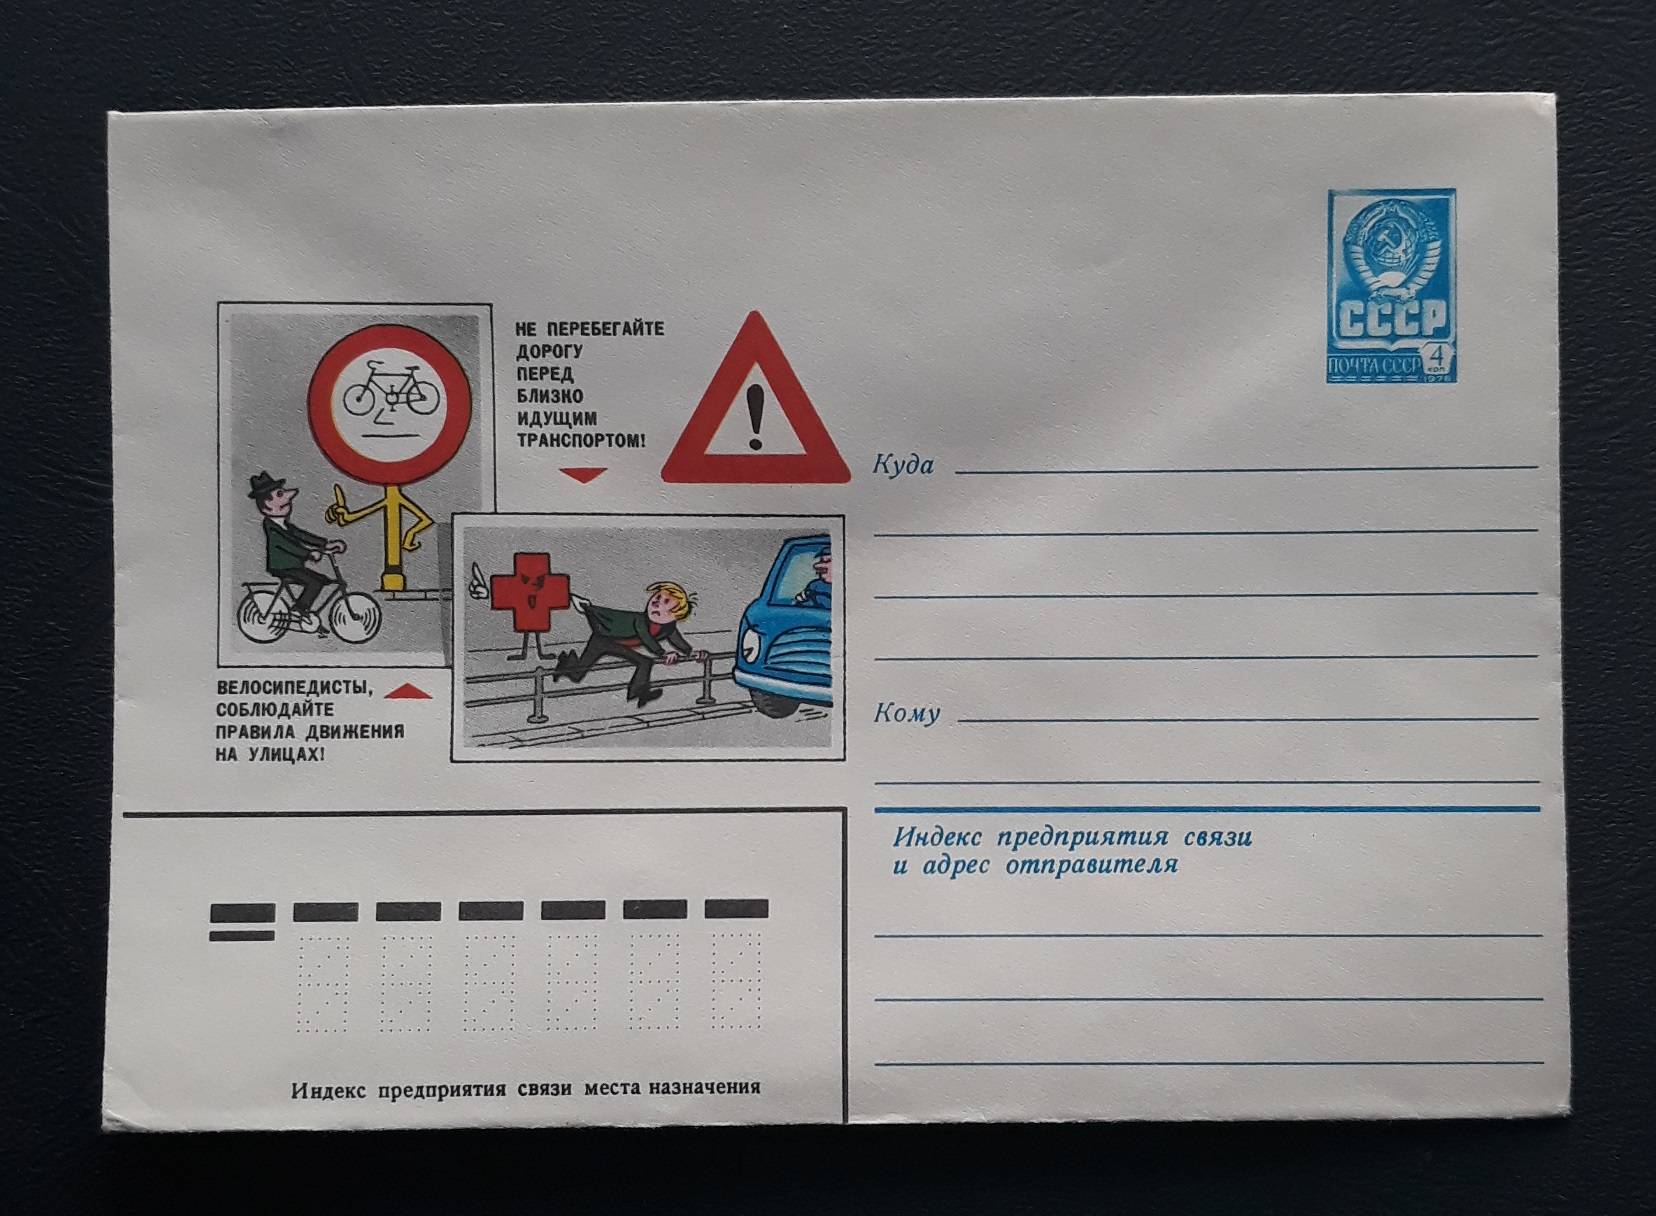 НЕ ПЕРЕБЕГАЙТЕ
ДОРОГУ
ПЕРЕД
БЛИЗКО
ИДУЩИМ
ТРАНСПОРТОМ!
ВЕЛОСИПЕДИСТЫ,
СОБЛЮДАЙТЕ
ПРАВИЛА ДВИЖЕНИЯ
НА УЛИЦАХ!
СССР
ПОЧТА СССР 4
коп
1976
Куда
Кому
Индекс предприятия связи
и адрес отправителя
Индекс предприятия связи места назначения